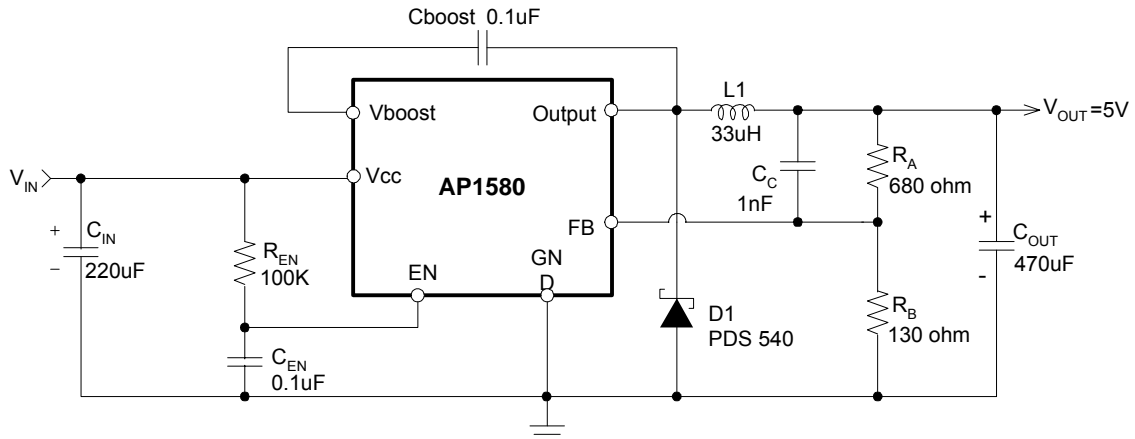 Cboost 0.1uF
Vboost
Output
L1
33uH
V_OUT =5V
V_IN
Vcc
AP1580
C_C
1nF
R_A
680 ohm
FB
+
C_IN
−
220uF
R_EN
100K
EN
GN
D
+
C_OUT
470uF
-
D1
PDS 540
R_B
130 ohm
C_EN
0.1uF